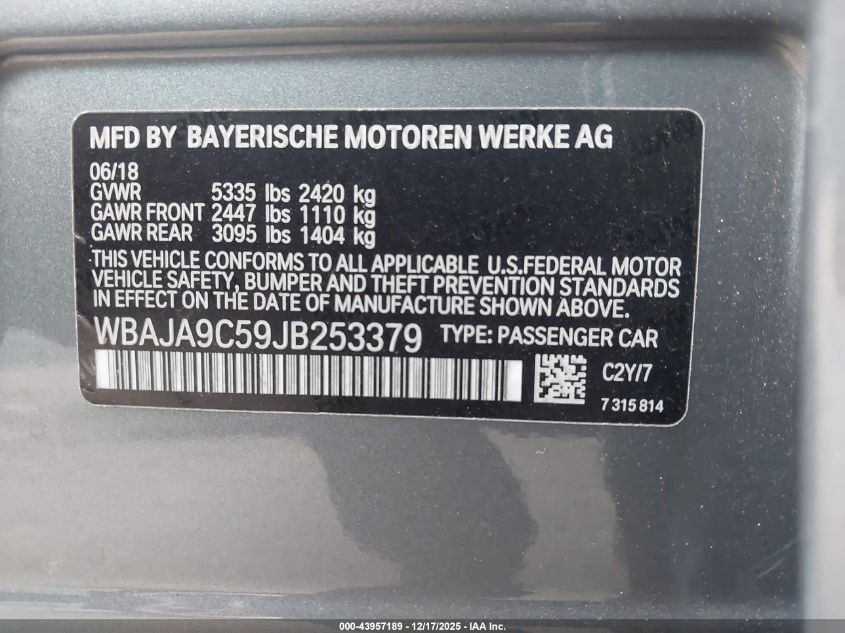 MFD BY BAYERISCHE MOTOREN WERKE AG
06/18
GVWR 5335 lbs 2420 kg
GAWR FRONT 2447 lbs 1110 kg
GAWR REAR 3095 lbs 1404 kg
THIS VEHICLE CONFORMS TO ALL APPLICABLE U.S.FEDERAL MOTOR
VEHICLE SAFETY, BUMPER AND THEFT PREVENTION STANDARDS
IN EFFECT ON THE DATE OF MANUFACTURE SHOWN ABOVE.
WBAJA9C59JB253379 TYPE: PASSENGER CAR
C2Y/7
7 315 814
000-43957189 - 12/17/2025 - IAA Inc.